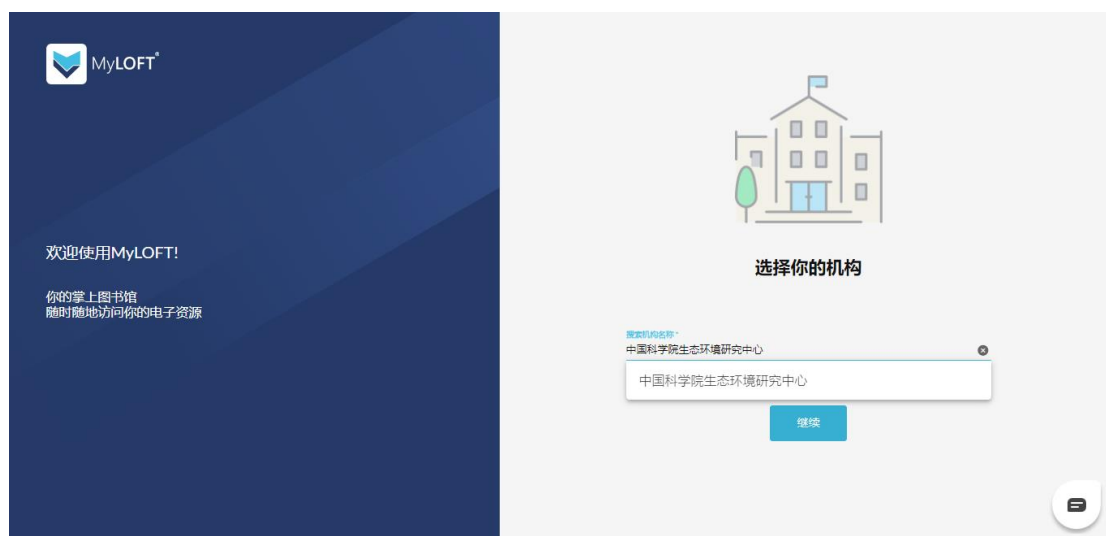 MyLOFT®
欢迎使用MyLOFT!
你的掌上图书馆
随时随地访问你的电子资源
选择你的机构
搜索机构名称*
中国科学院生态环境研究中心
中国科学院生态环境研究中心
继续